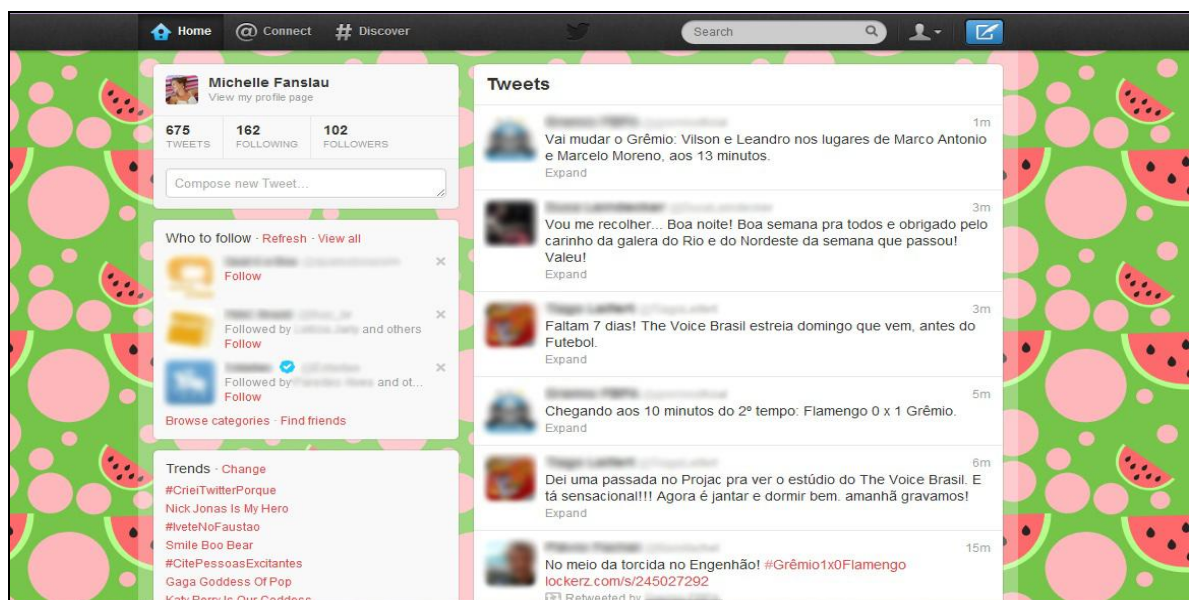 Home
Connect
Discover
Search
Michelle Fanslau
View my profile page
675
TWEETS
162
FOLLOWING
102
FOLLOWERS
Compose new Tweet...
Who to follow · Refresh · View all
Follow
Followed by
and others
Follow
Followed by
and ot...
Follow
Browse categories · Find friends
Trends · Change
#CrieiTwitterPorque
Nick Jonas Is My Hero
#IveteNoFaustao
Smile Boo Bear
#CitePessoasExcitantes
Gaga Goddess Of Pop
Katy Perry Is Our Goddess
Tweets
1m
Vai mudar o Grêmio: Vilson e Leandro nos lugares de Marco Antonio
e Marcelo Moreno, aos 13 minutos.
Expand
3m
Vou me recolher... Boa noite! Boa semana pra todos e obrigado pelo
carinho da galera do Rio e do Nordeste da semana que passou!
Valeu!
Expand
3m
Faltam 7 dias! The Voice Brasil estreia domingo que vem, antes do
Futebol.
Expand
5m
Chegando aos 10 minutos do 2º tempo: Flamengo 0 x 1 Grêmio.
Expand
6m
Dei uma passada no Projac pra ver o estúdio do The Voice Brasil. E
tá sensacional!!! Agora é jantar e dormir bem. amanhã gravamos!
Expand
15m
No meio da torcida no Engenhão! #Grêmio1x0Flamengo
lockerz.com/s/245027292
Retweeted by